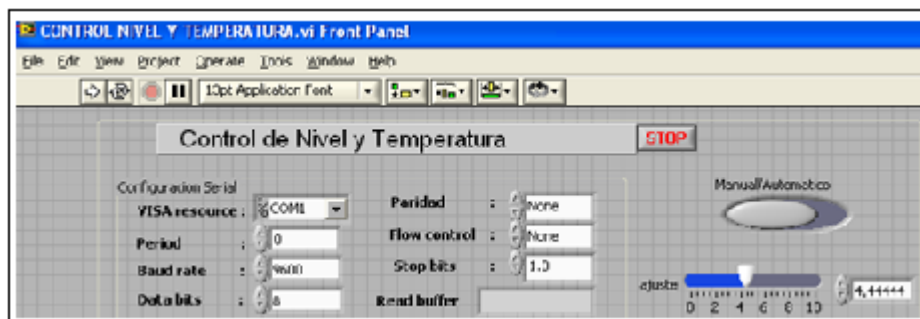 CONTROL NIVEL Y TEMPERATURA.vi Front Panel
File Edit View Project Operate Tools Window Help
13pt Application Font
Control de Nivel y Temperatura STOP
Configuracion Serial
VISA resource : COM1
Period : 0
Baud rate : 9600
Data bits : 8
Paridad : None
Flow control : None
Stop bits : 1.0
Read buffer
Manual/Automatico
ajuste 0 2 4 6 8 10 4,44444